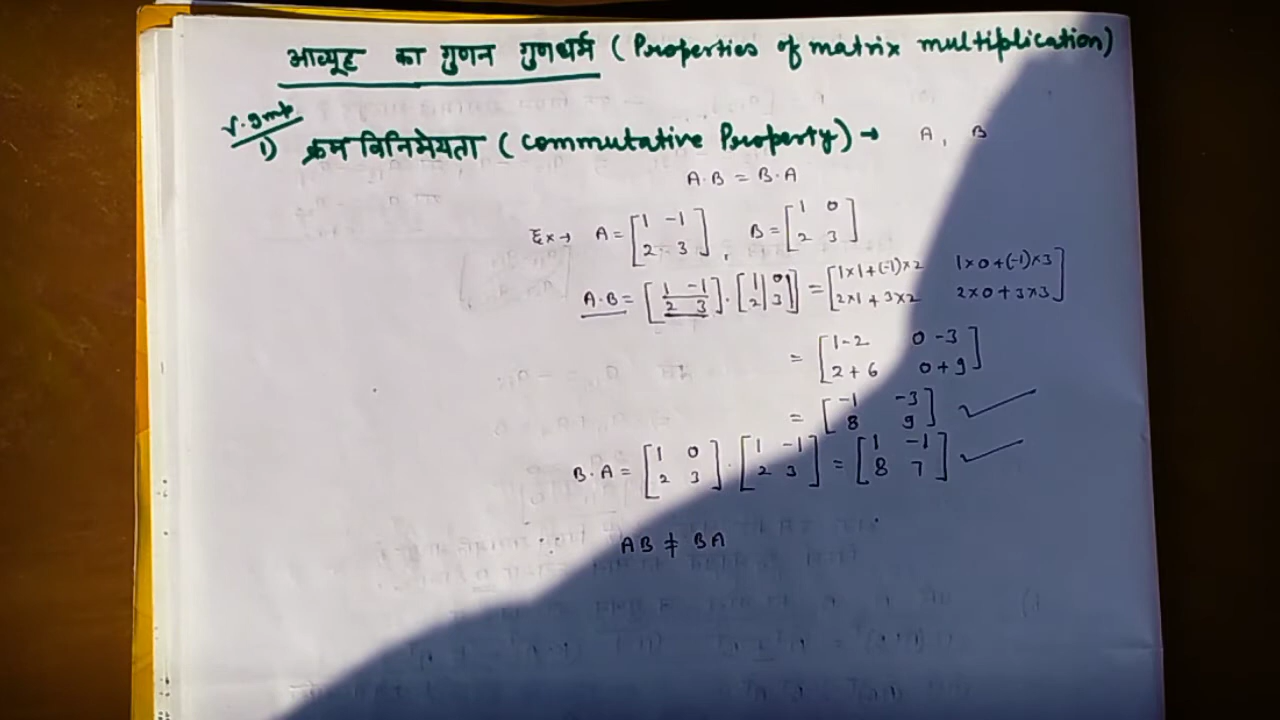 आव्यूह का गुणन गुणधर्म (Properties of matrix multiplication)
V. Imp
1) क्रम विनिमेयता (Commutative Property) → A, B
A·B = B·A
Ex → A = [1 -1; 2 3], B = [1 0; 2 3]
A·B = [1 -1; 2 3] · [1 0; 2 3] = [1×1+(-1)×2 1×0+(-1)×3; 2×1+3×2 2×0+3×3]
= [1-2 0-3; 2+6 0+9]
= [-1 -3; 8 9] ✓
B·A = [1 0; 2 3] · [1 -1; 2 3] = [1 -1; 8 7] ✓
AB ≠ BA